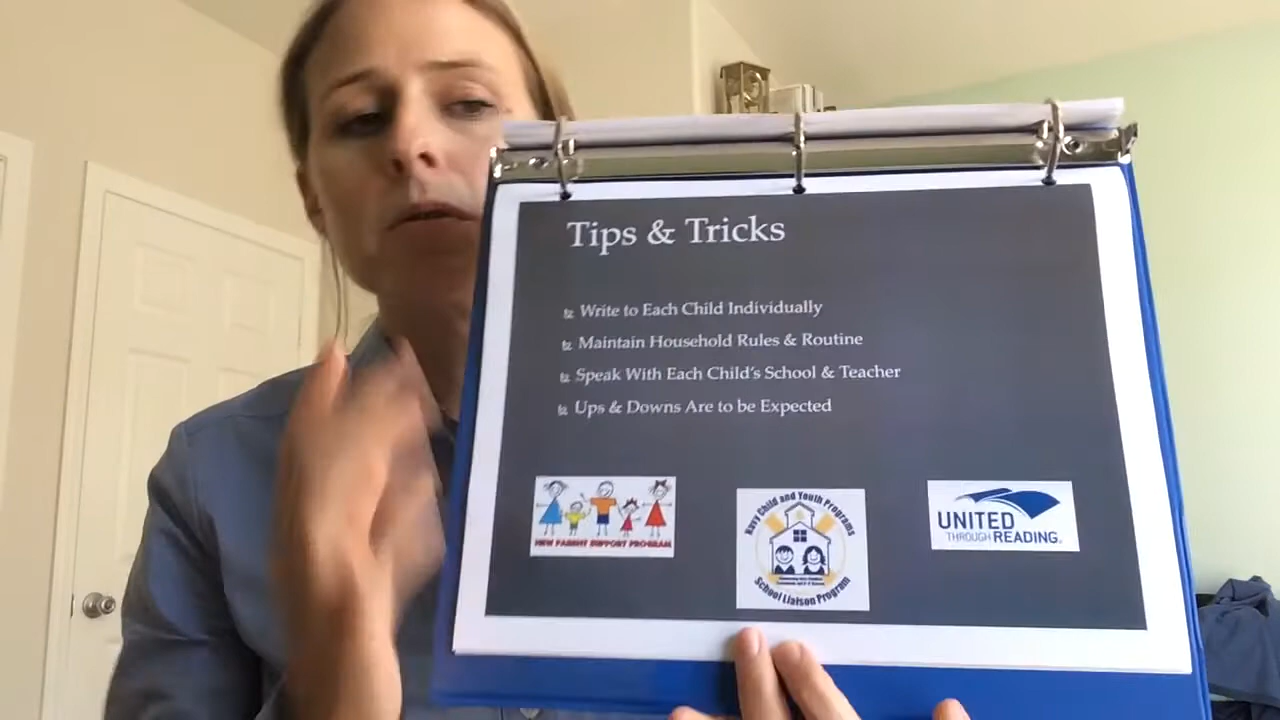 Tips & Tricks
Write to Each Child Individually
Maintain Household Rules & Routine
Speak With Each Child's School & Teacher
Ups & Downs Are to be Expected
NEW PARENT SUPPORT PROGRAM
Navy Child and Youth Programs
School Liaison Program
UNITED
THROUGH READING